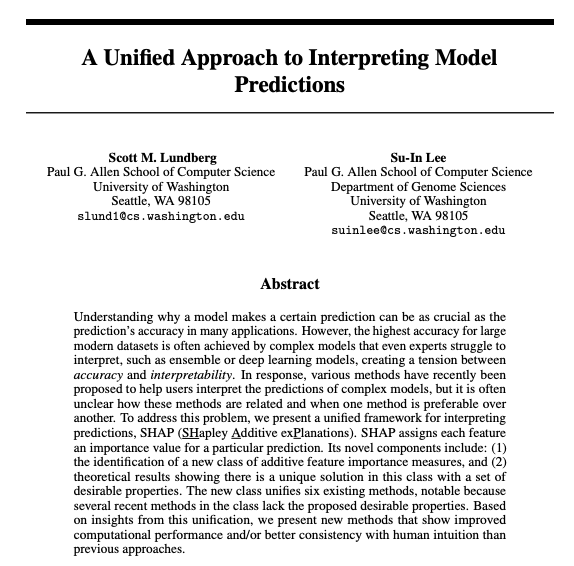 A Unified Approach to Interpreting Model
Predictions
Scott M. Lundberg
Paul G. Allen School of Computer Science
University of Washington
Seattle, WA 98105
slund1@cs.washington.edu
Su-In Lee
Paul G. Allen School of Computer Science
Department of Genome Sciences
University of Washington
Seattle, WA 98105
suinlee@cs.washington.edu
Abstract
Understanding why a model makes a certain prediction can be as crucial as the
prediction's accuracy in many applications. However, the highest accuracy for large
modern datasets is often achieved by complex models that even experts struggle to
interpret, such as ensemble or deep learning models, creating a tension between
accuracy and interpretability. In response, various methods have recently been
proposed to help users interpret the predictions of complex models, but it is often
unclear how these methods are related and when one method is preferable over
another. To address this problem, we present a unified framework for interpreting
predictions, SHAP (SHapley Additive exPlanations). SHAP assigns each feature
an importance value for a particular prediction. Its novel components include: (1)
the identification of a new class of additive feature importance measures, and (2)
theoretical results showing there is a unique solution in this class with a set of
desirable properties. The new class unifies six existing methods, notable because
several recent methods in the class lack the proposed desirable properties. Based
on insights from this unification, we present new methods that show improved
computational performance and/or better consistency with human intuition than
previous approaches.